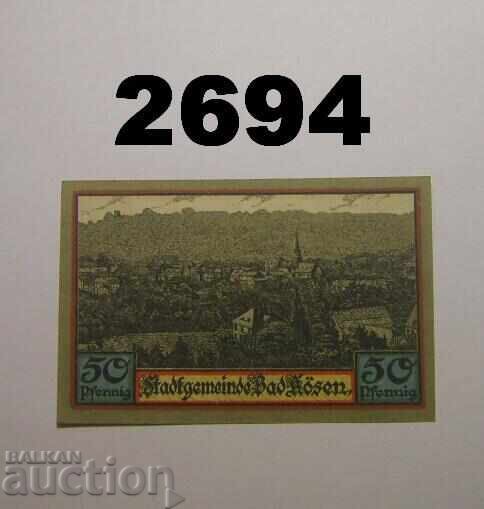 2694
50 Pfennig Stadtgemeinde Bad Kösen, 50 Pfennig
BALKAN
auction